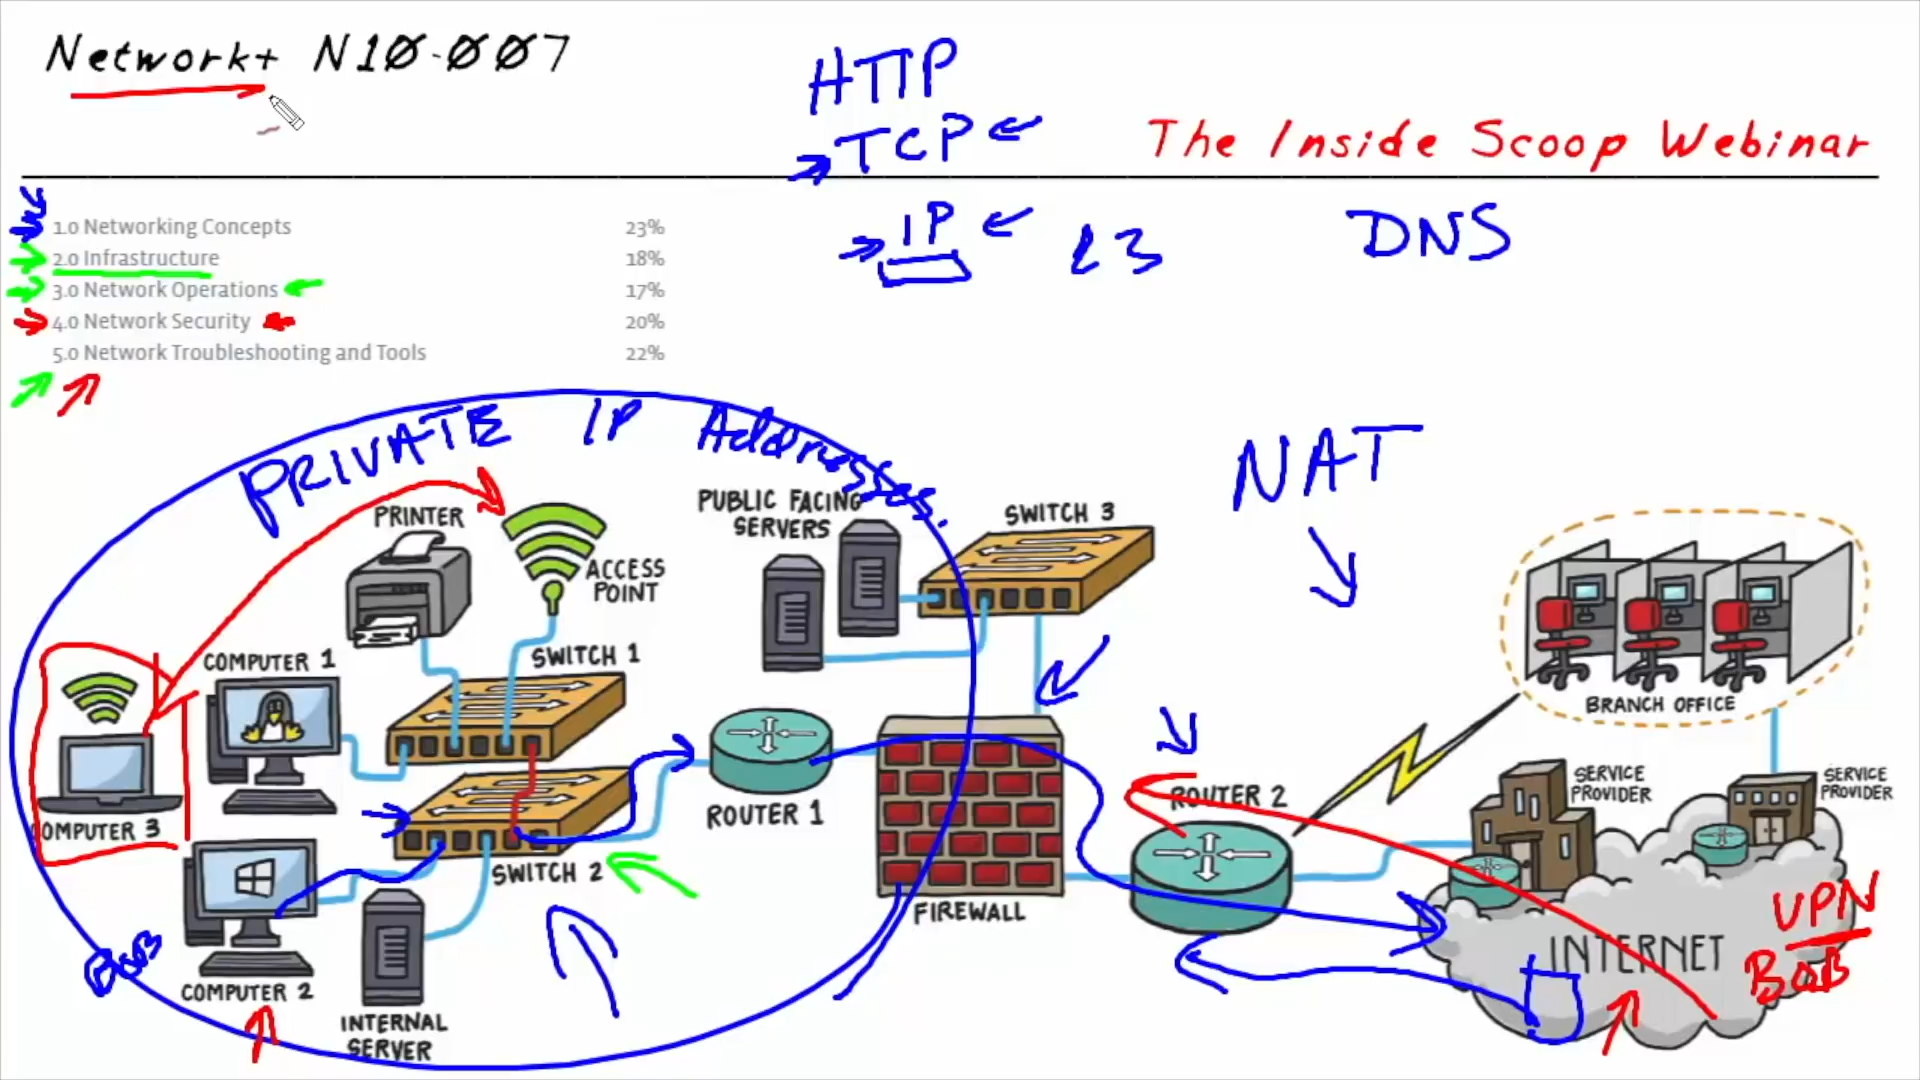 Network+ N10-007
HTTP
TCP
The Inside Scoop Webinar
1.0 Networking Concepts 23%
2.0 Infrastructure 18%
3.0 Network Operations 17%
4.0 Network Security 20%
5.0 Network Troubleshooting and Tools 22%
IP
L3
DNS
PRIVATE IP Addresses.
NAT
PRINTER
ACCESS
POINT
PUBLIC FACING
SERVERS
SWITCH 3
COMPUTER 1
SWITCH 1
BRANCH OFFICE
COMPUTER 3
ROUTER 1
ROUTER 2
SERVICE
PROVIDER
SERVICE
PROVIDER
SWITCH 2
FIREWALL
INTERNET
VPN
BOB
COMPUTER 2
INTERNAL
SERVER